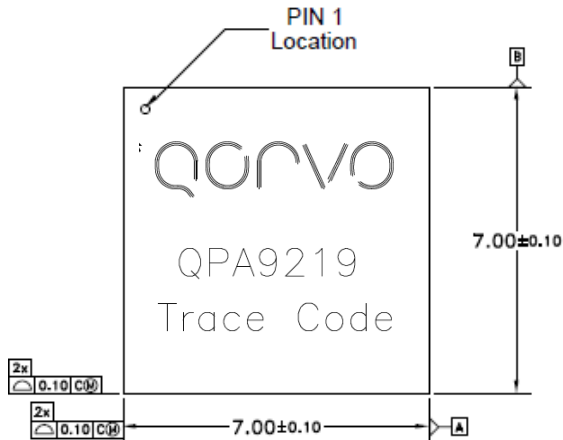 PIN 1
Location
B
QORVO
QPA9219
Trace Code
7.00±0.10
2x
⌓ 0.10 C Ⓜ
2x
⌓ 0.10 C Ⓜ
7.00±0.10
A